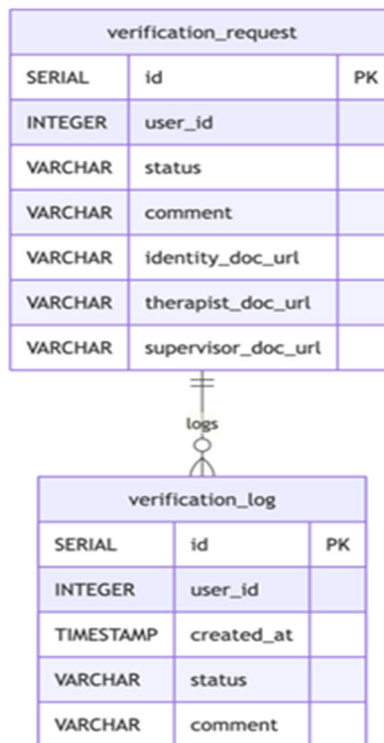 verification_request
SERIAL id PK
INTEGER user_id
VARCHAR status
VARCHAR comment
VARCHAR identity_doc_url
VARCHAR therapist_doc_url
VARCHAR supervisor_doc_url
logs
verification_log
SERIAL id PK
INTEGER user_id
TIMESTAMP created_at
VARCHAR status
VARCHAR comment